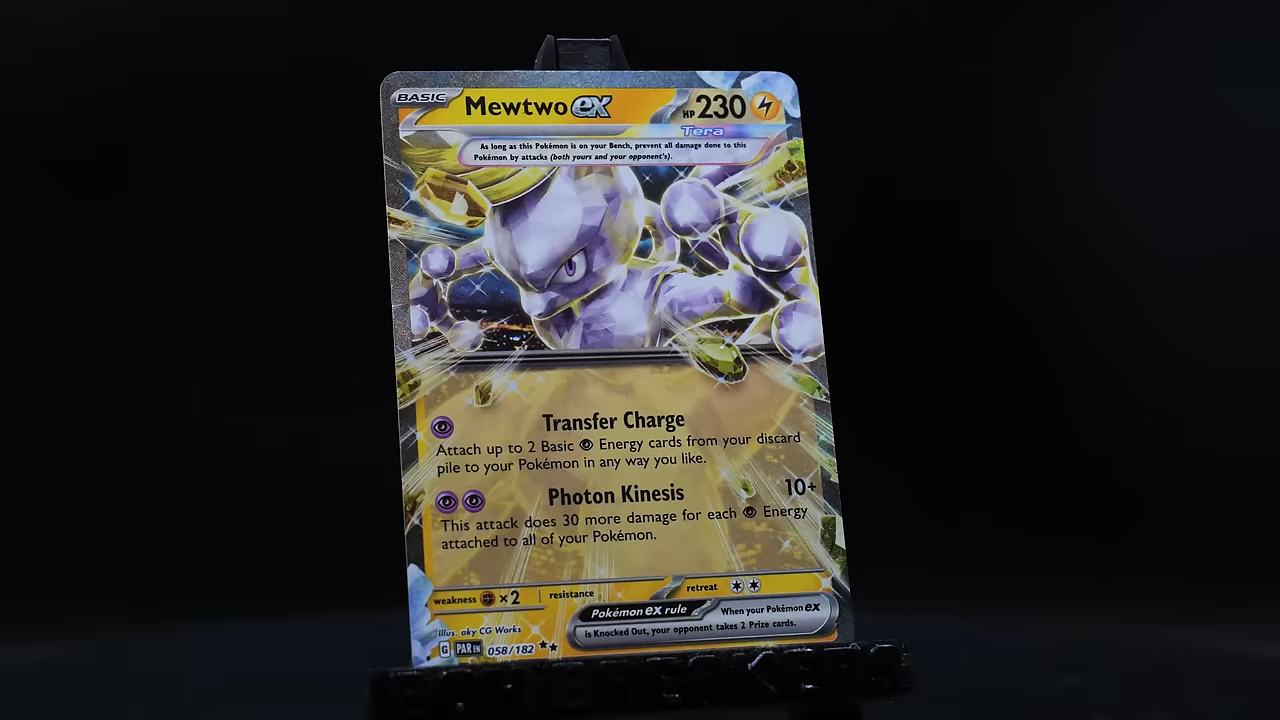 BASIC Mewtwo ex HP 230
Tera
As long as this Pokémon is on your Bench, prevent all damage done to this
Pokémon by attacks (both yours and your opponent's).
Transfer Charge
Attach up to 2 Basic Energy cards from your discard
pile to your Pokémon in any way you like.
Photon Kinesis 10+
This attack does 30 more damage for each Energy
attached to all of your Pokémon.
weakness ×2 resistance retreat
Pokémon ex rule When your Pokémon ex
is Knocked Out, your opponent takes 2 Prize cards.
Illus. aky CG Works
G PAR EN 058/182